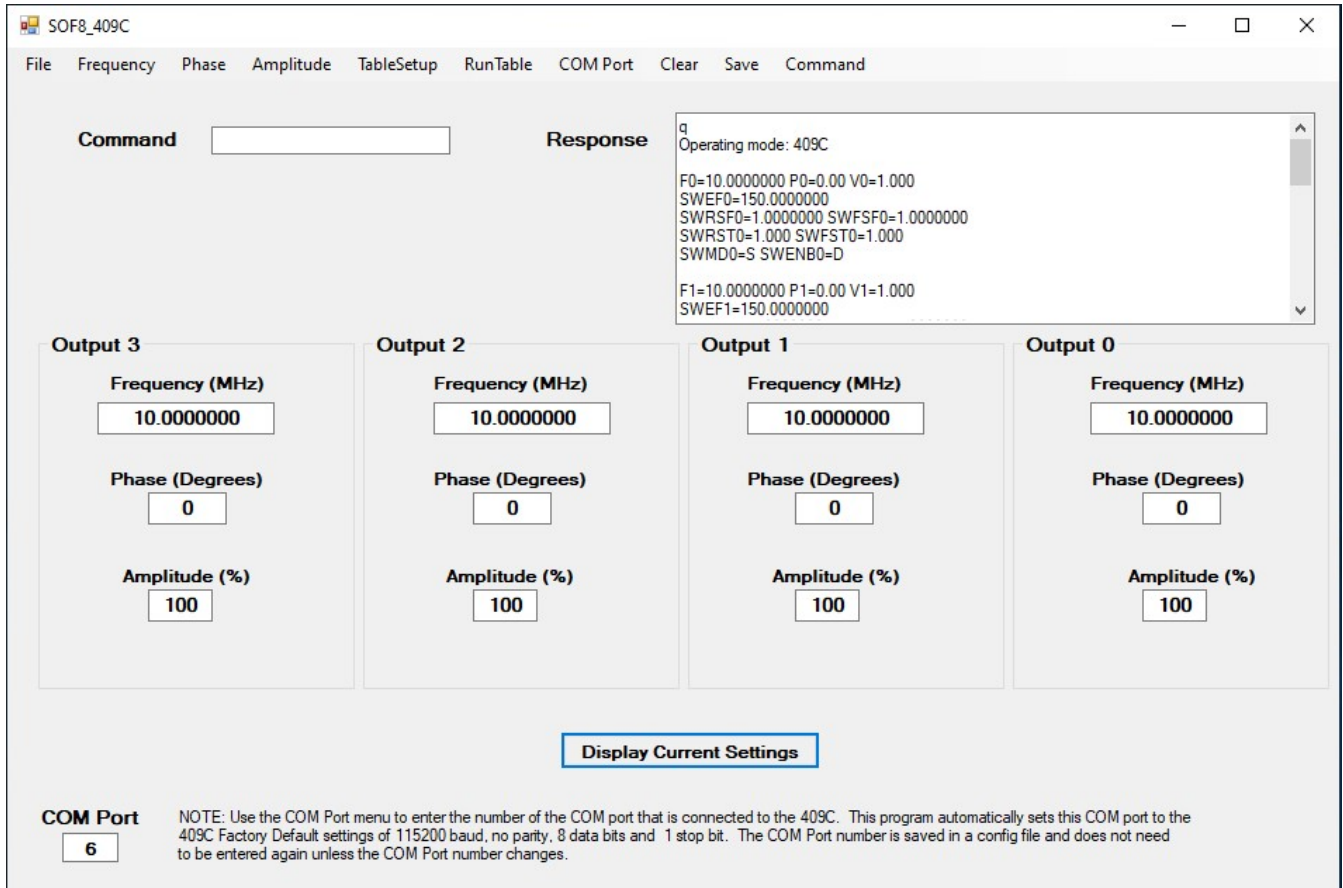 SOF8_409C
File Frequency Phase Amplitude TableSetup RunTable COM Port Clear Save Command
Command
Response
q
Operating mode: 409C
F0=10.0000000 P0=0.00 V0=1.000
SWEF0=150.0000000
SWRSF0=1.0000000 SWFSF0=1.0000000
SWRST0=1.000 SWFST0=1.000
SWMD0=S SWENB0=D
F1=10.0000000 P1=0.00 V1=1.000
SWEF1=150.0000000
Output 3
Frequency (MHz)
10.0000000
Phase (Degrees)
0
Amplitude (%)
100
Output 2
Frequency (MHz)
10.0000000
Phase (Degrees)
0
Amplitude (%)
100
Output 1
Frequency (MHz)
10.0000000
Phase (Degrees)
0
Amplitude (%)
100
Output 0
Frequency (MHz)
10.0000000
Phase (Degrees)
0
Amplitude (%)
100
Display Current Settings
COM Port
6
NOTE: Use the COM Port menu to enter the number of the COM port that is connected to the 409C. This program automatically sets this COM port to the
409C Factory Default settings of 115200 baud, no parity, 8 data bits and 1 stop bit. The COM Port number is saved in a config file and does not need
to be entered again unless the COM Port number changes.